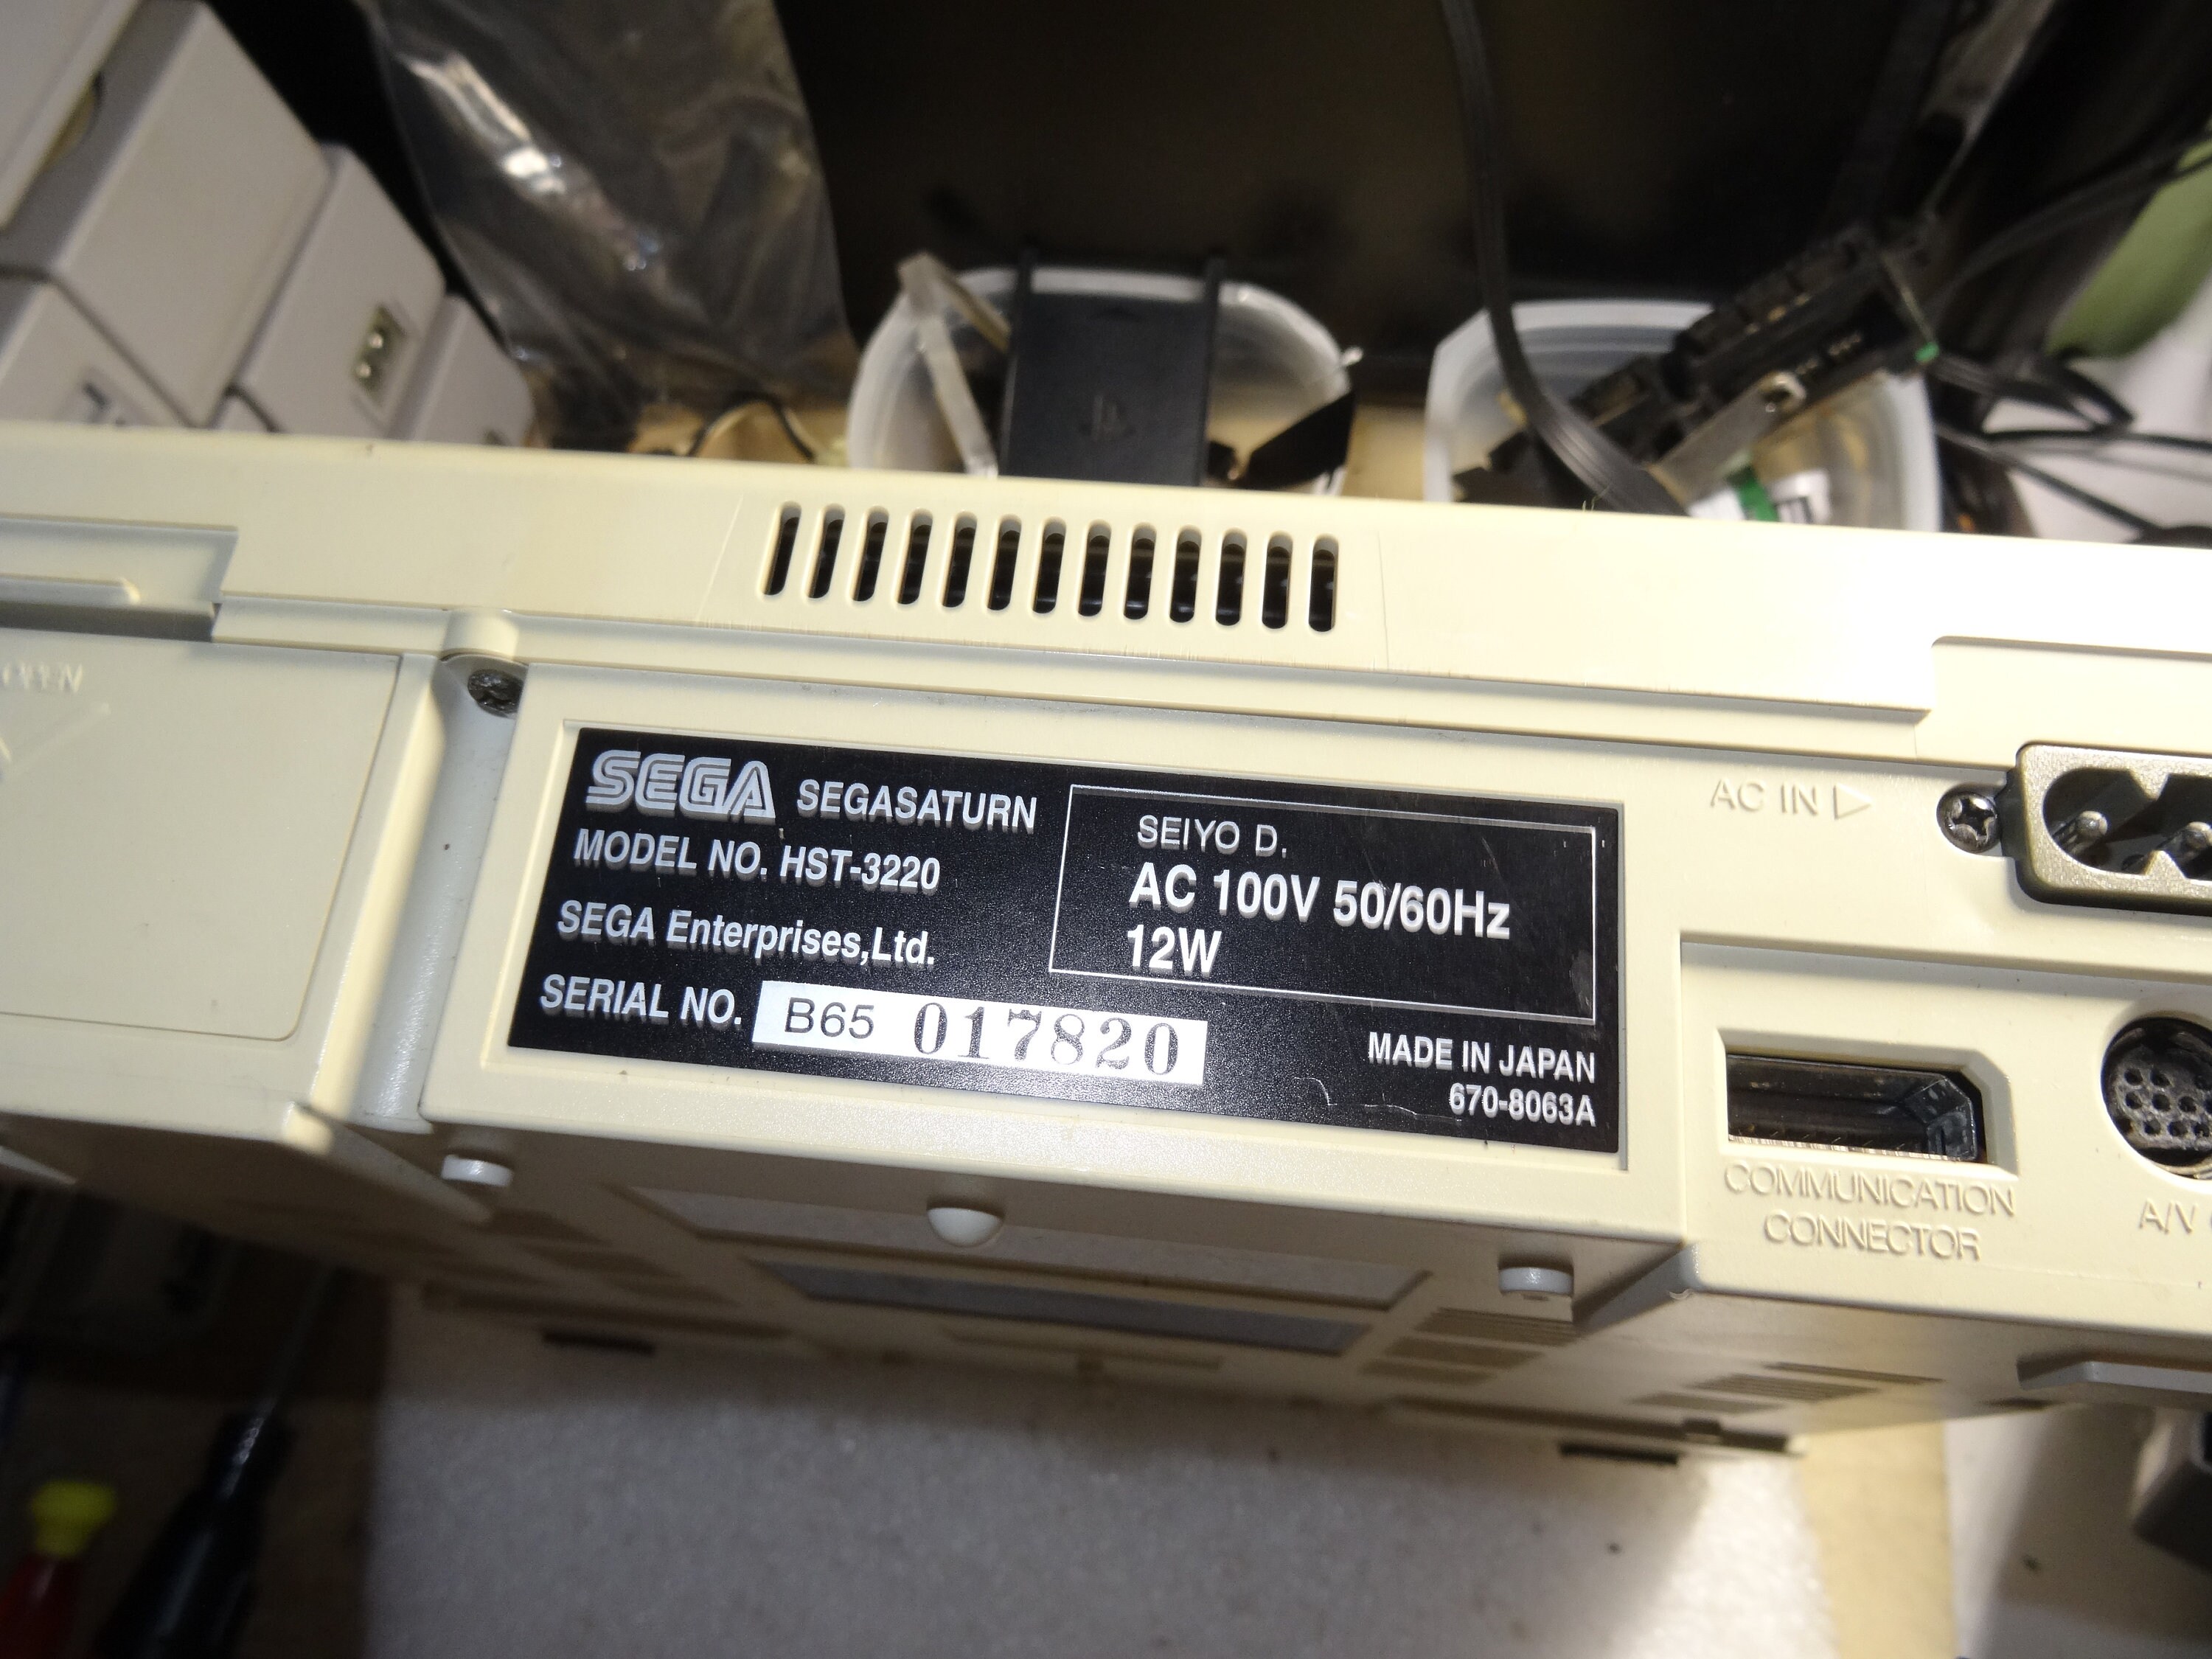 OPEN
SEGA SEGASATURN
MODEL NO. HST-3220
SEGA Enterprises,Ltd.
SERIAL NO. B65 017820
SEIYO D.
AC 100V 50/60Hz
12W
MADE IN JAPAN
670-8063A
AC IN
COMMUNICATION
CONNECTOR
A/V